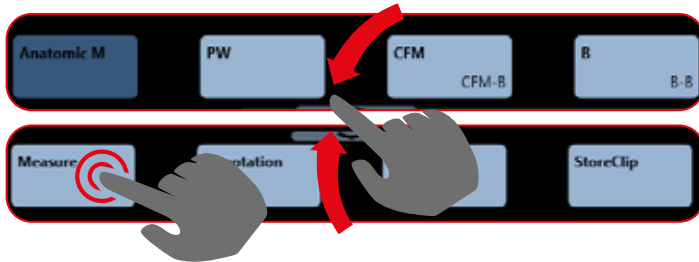 Anatomic M
PW
CFM
CFM-B
B
B-B
Measure
StoreClip